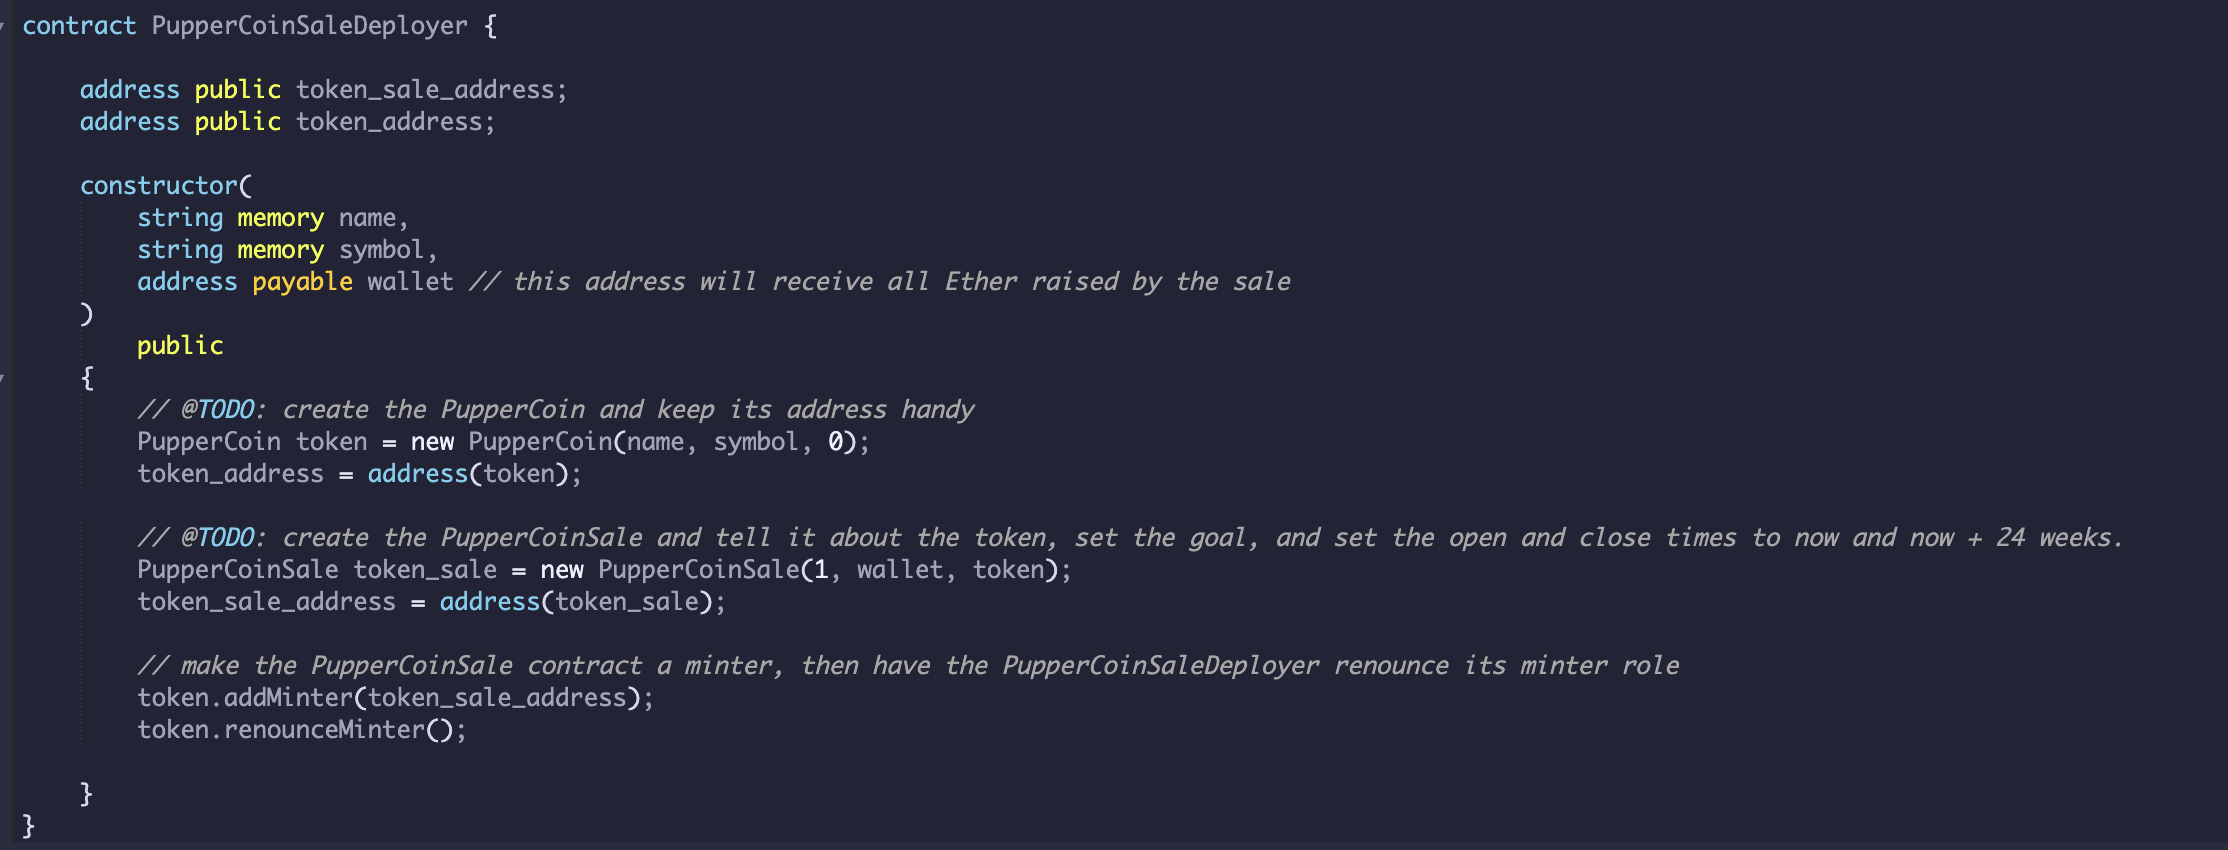 contract PupperCoinSaleDeployer {
address public token_sale_address;
address public token_address;
constructor(
string memory name,
string memory symbol,
address payable wallet // this address will receive all Ether raised by the sale
)
public
{
// @TODO: create the PupperCoin and keep its address handy
PupperCoin token = new PupperCoin(name, symbol, 0);
token_address = address(token);
// @TODO: create the PupperCoinSale and tell it about the token, set the goal, and set the open and close times to now and now + 24 weeks.
PupperCoinSale token_sale = new PupperCoinSale(1, wallet, token);
token_sale_address = address(token_sale);
// make the PupperCoinSale contract a minter, then have the PupperCoinSaleDeployer renounce its minter role
token.addMinter(token_sale_address);
token.renounceMinter();
}
}